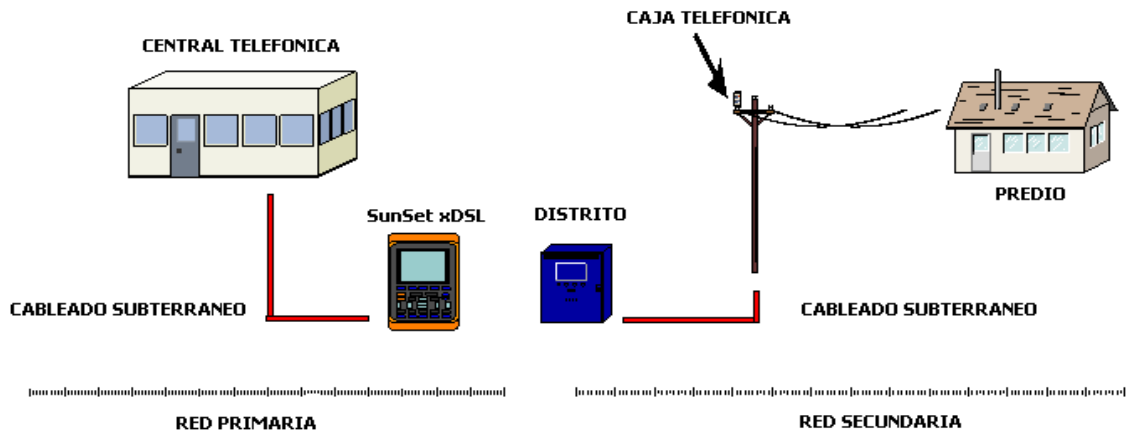 CAJA TELEFONICA
CENTRAL TELEFONICA
PREDIO
SunSet xDSL
DISTRITO
CABLEADO SUBTERRANEO
CABLEADO SUBTERRANEO
RED PRIMARIA
RED SECUNDARIA